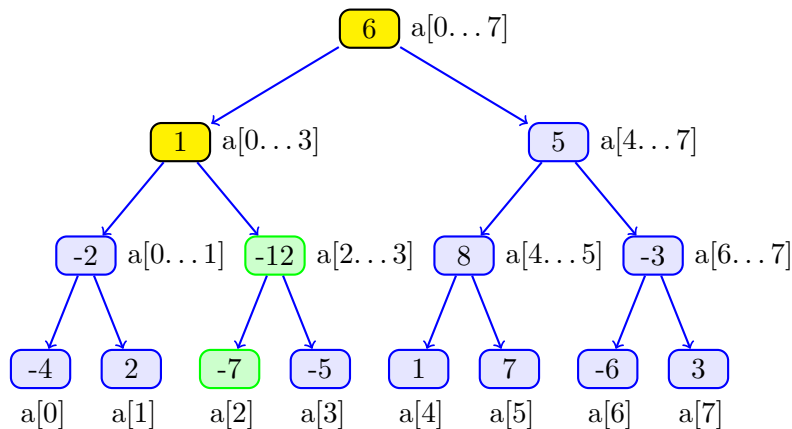 6 a[0...7]
1 a[0...3] 5 a[4...7]
-2 a[0...1] -12 a[2...3] 8 a[4...5] -3 a[6...7]
-4 2 -7 -5 1 7 -6 3
a[0] a[1] a[2] a[3] a[4] a[5] a[6] a[7]